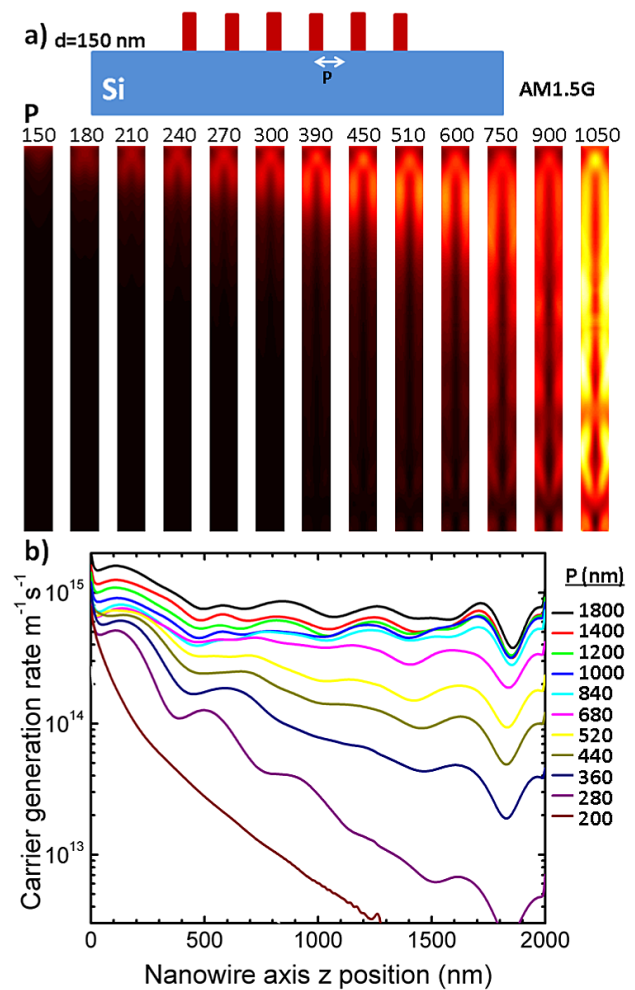 a) d=150 nm
P
Si
AM1.5G
P
150 180 210 240 270 300 390 450 510 600 750 900 1050
b)
Carrier generation rate m⁻¹ s⁻¹
10¹⁵
10¹⁴
10¹³
0 500 1000 1500 2000
Nanowire axis z position (nm)
P (nm)
1800
1400
1200
1000
840
680
520
440
360
280
200